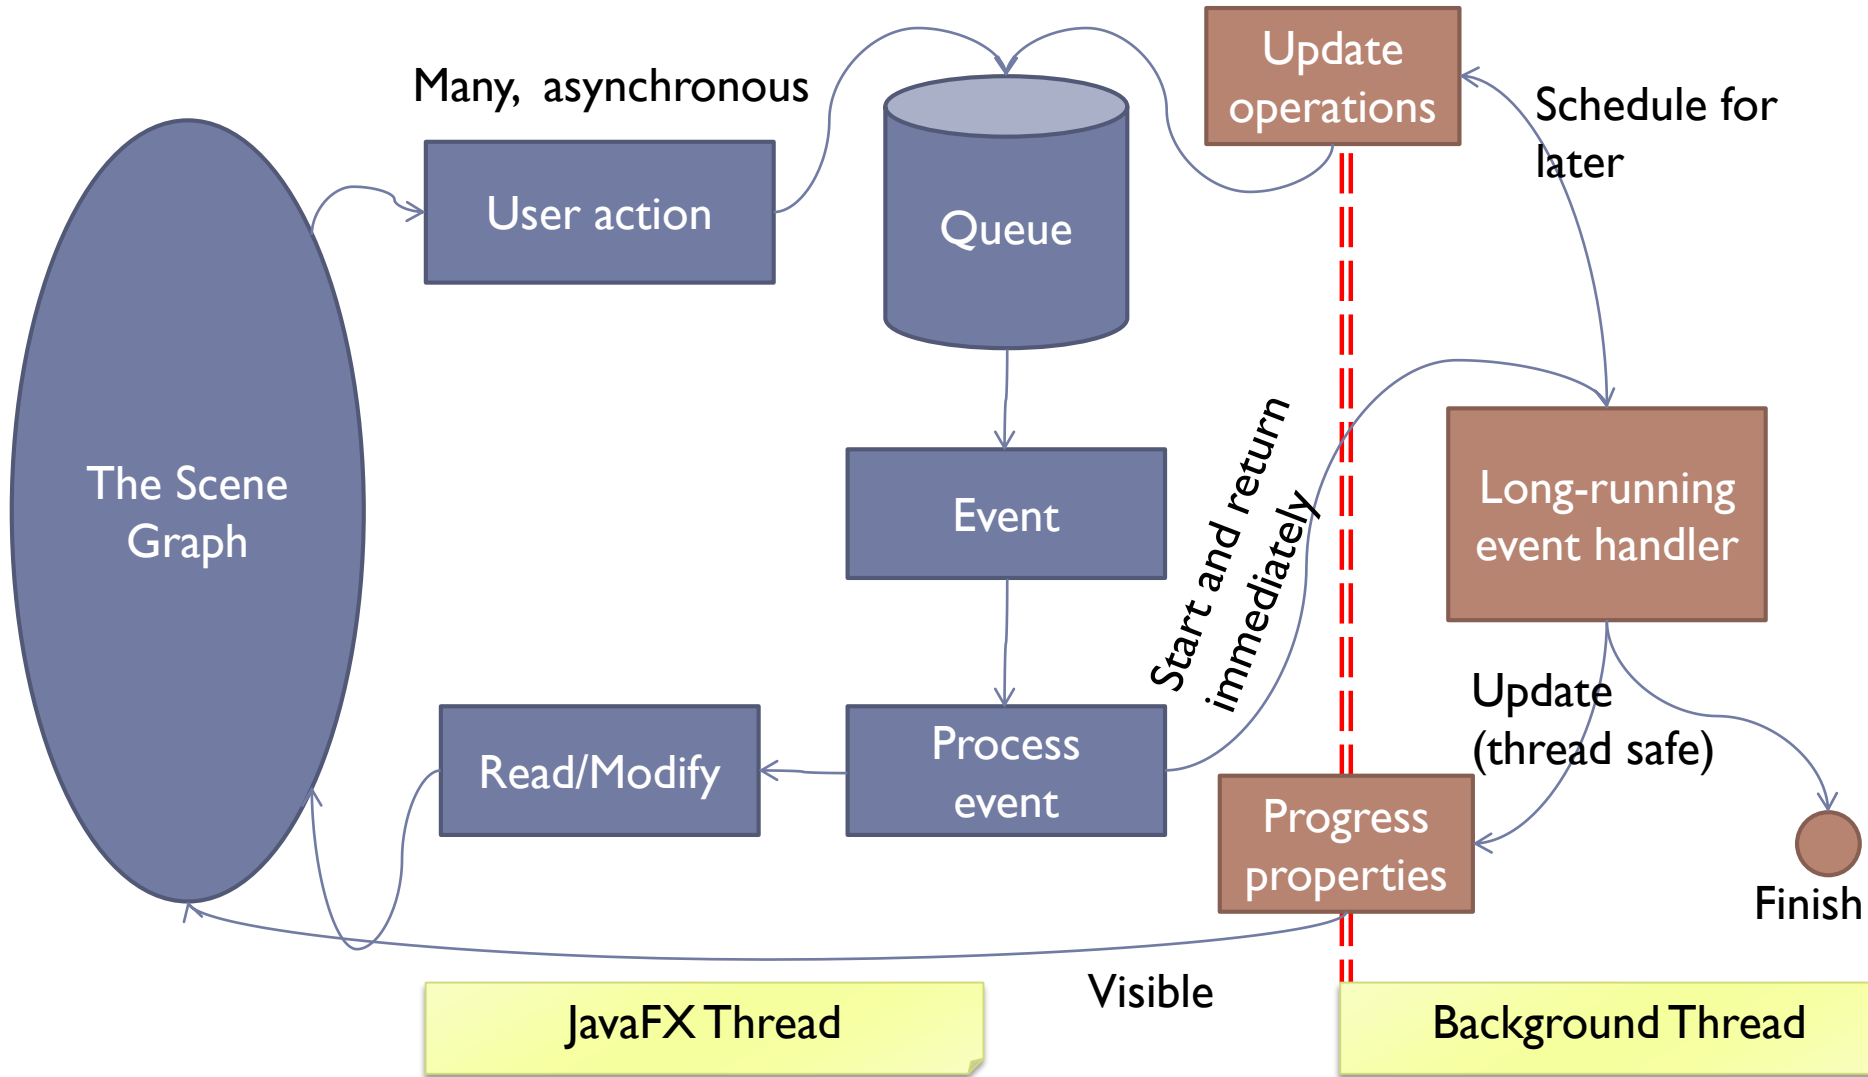 Many, asynchronous
Update
operations
Schedule for
later
User action
Queue
The Scene
Graph
Event
Start and return
immediately
Long-running
event handler
Read/Modify
Process
event
Update
(thread safe)
Progress
properties
Finish
Visible
JavaFX Thread
Background Thread